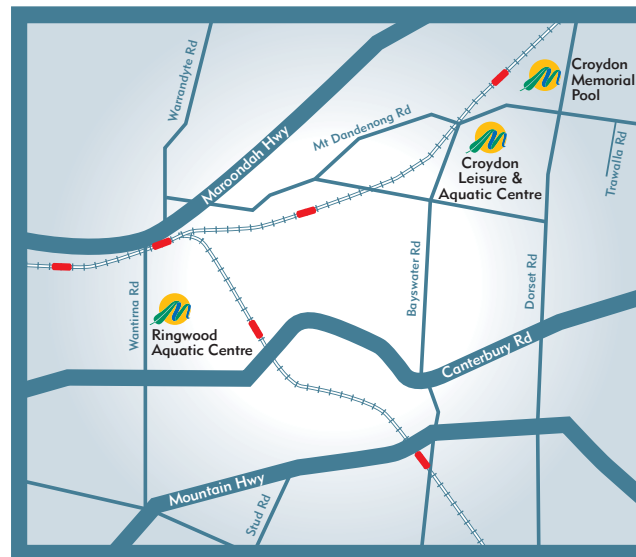 Warrandyte Rd
Maroondah Hwy
Mt Dandenong Rd
Croydon
Memorial
Pool
Croydon
Leisure &
Aquatic Centre
Trawalla Rd
Wantirna Rd
Ringwood
Aquatic Centre
Bayswater Rd
Dorset Rd
Canterbury Rd
Mountain Hwy
Stud Rd